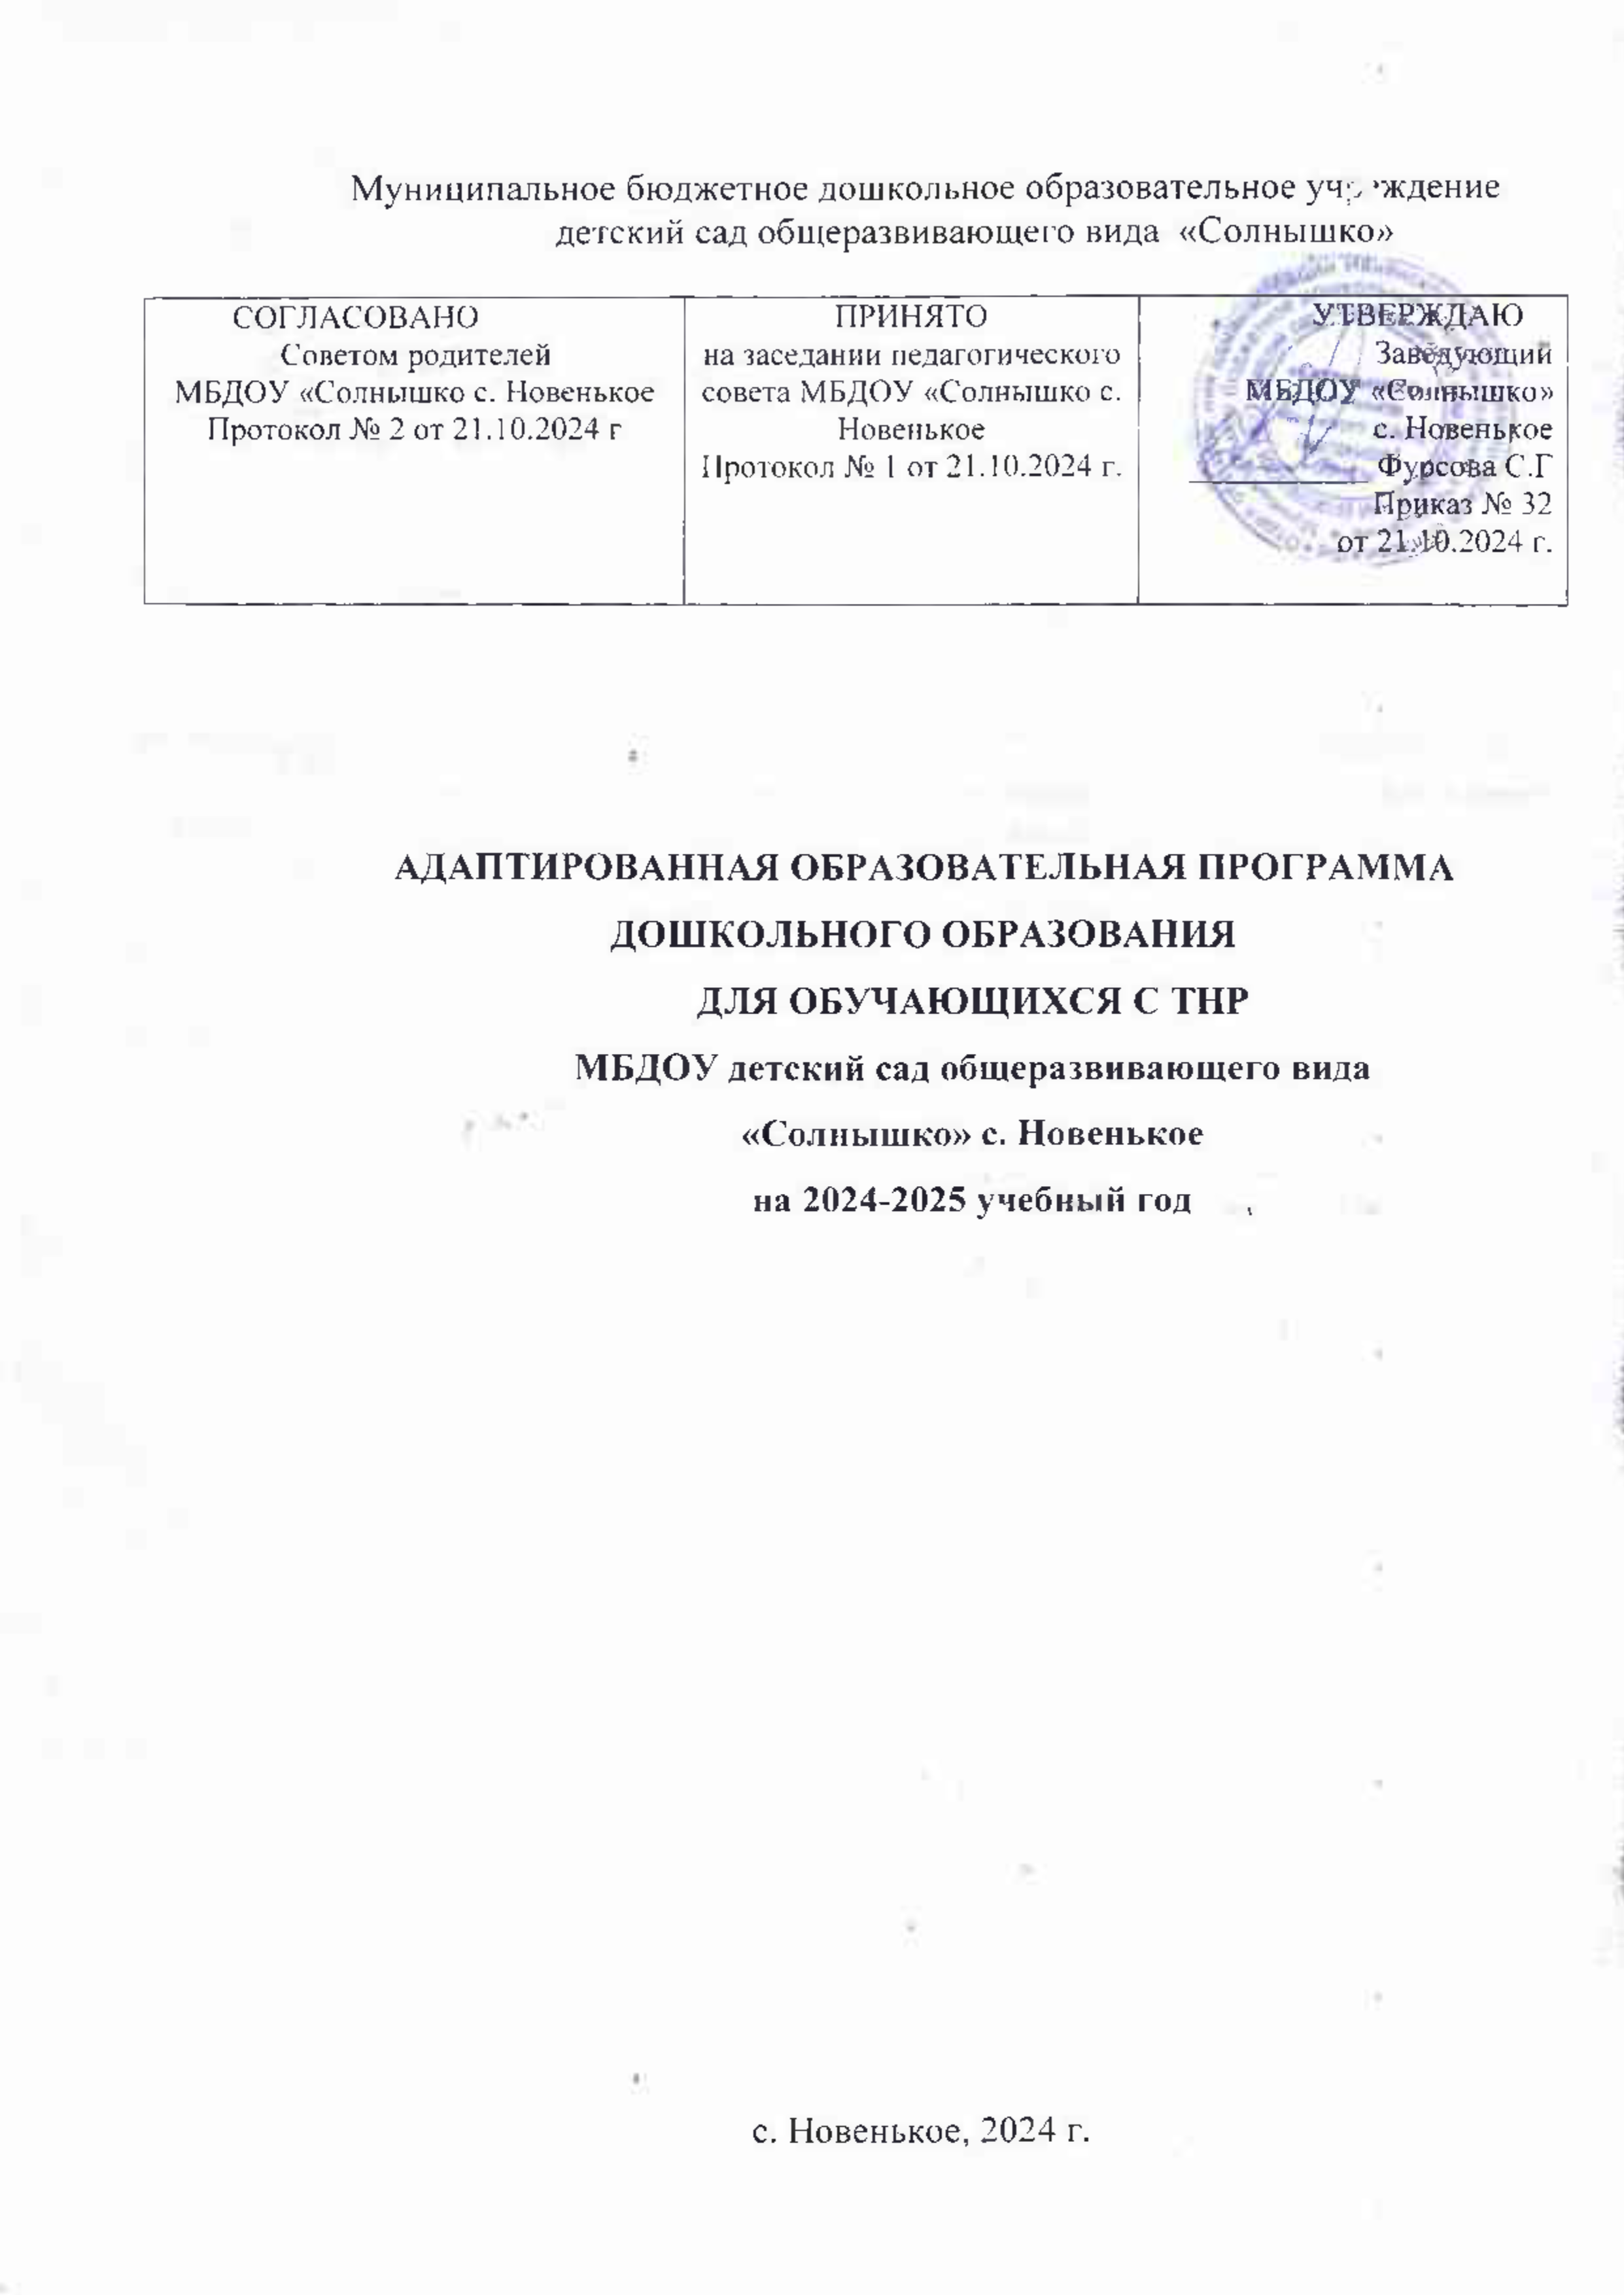 Муниципальное бюджетное дошкольное образовательное учреждение
детский сад общеразвивающего вида «Солнышко»
СОГЛАСОВАНО
Советом родителей
МБДОУ «Солнышко с. Новенькое
Протокол № 2 от 21.10.2024 г
ПРИНЯТО
на заседании педагогического
совета МБДОУ «Солнышко с.
Новенькое
Протокол № 1 от 21.10.2024 г.
УТВЕРЖДАЮ
Заведующий
МБДОУ «Солнышко»
с. Новенькое
Фурсова С.Г
Приказ № 32
от 21.10.2024 г.
АДАПТИРОВАННАЯ ОБРАЗОВАТЕЛЬНАЯ ПРОГРАММА
ДОШКОЛЬНОГО ОБРАЗОВАНИЯ
ДЛЯ ОБУЧАЮЩИХСЯ С ТНР
МБДОУ детский сад общеразвивающего вида
«Солнышко» с. Новенькое
на 2024-2025 учебный год
с. Новенькое, 2024 г.